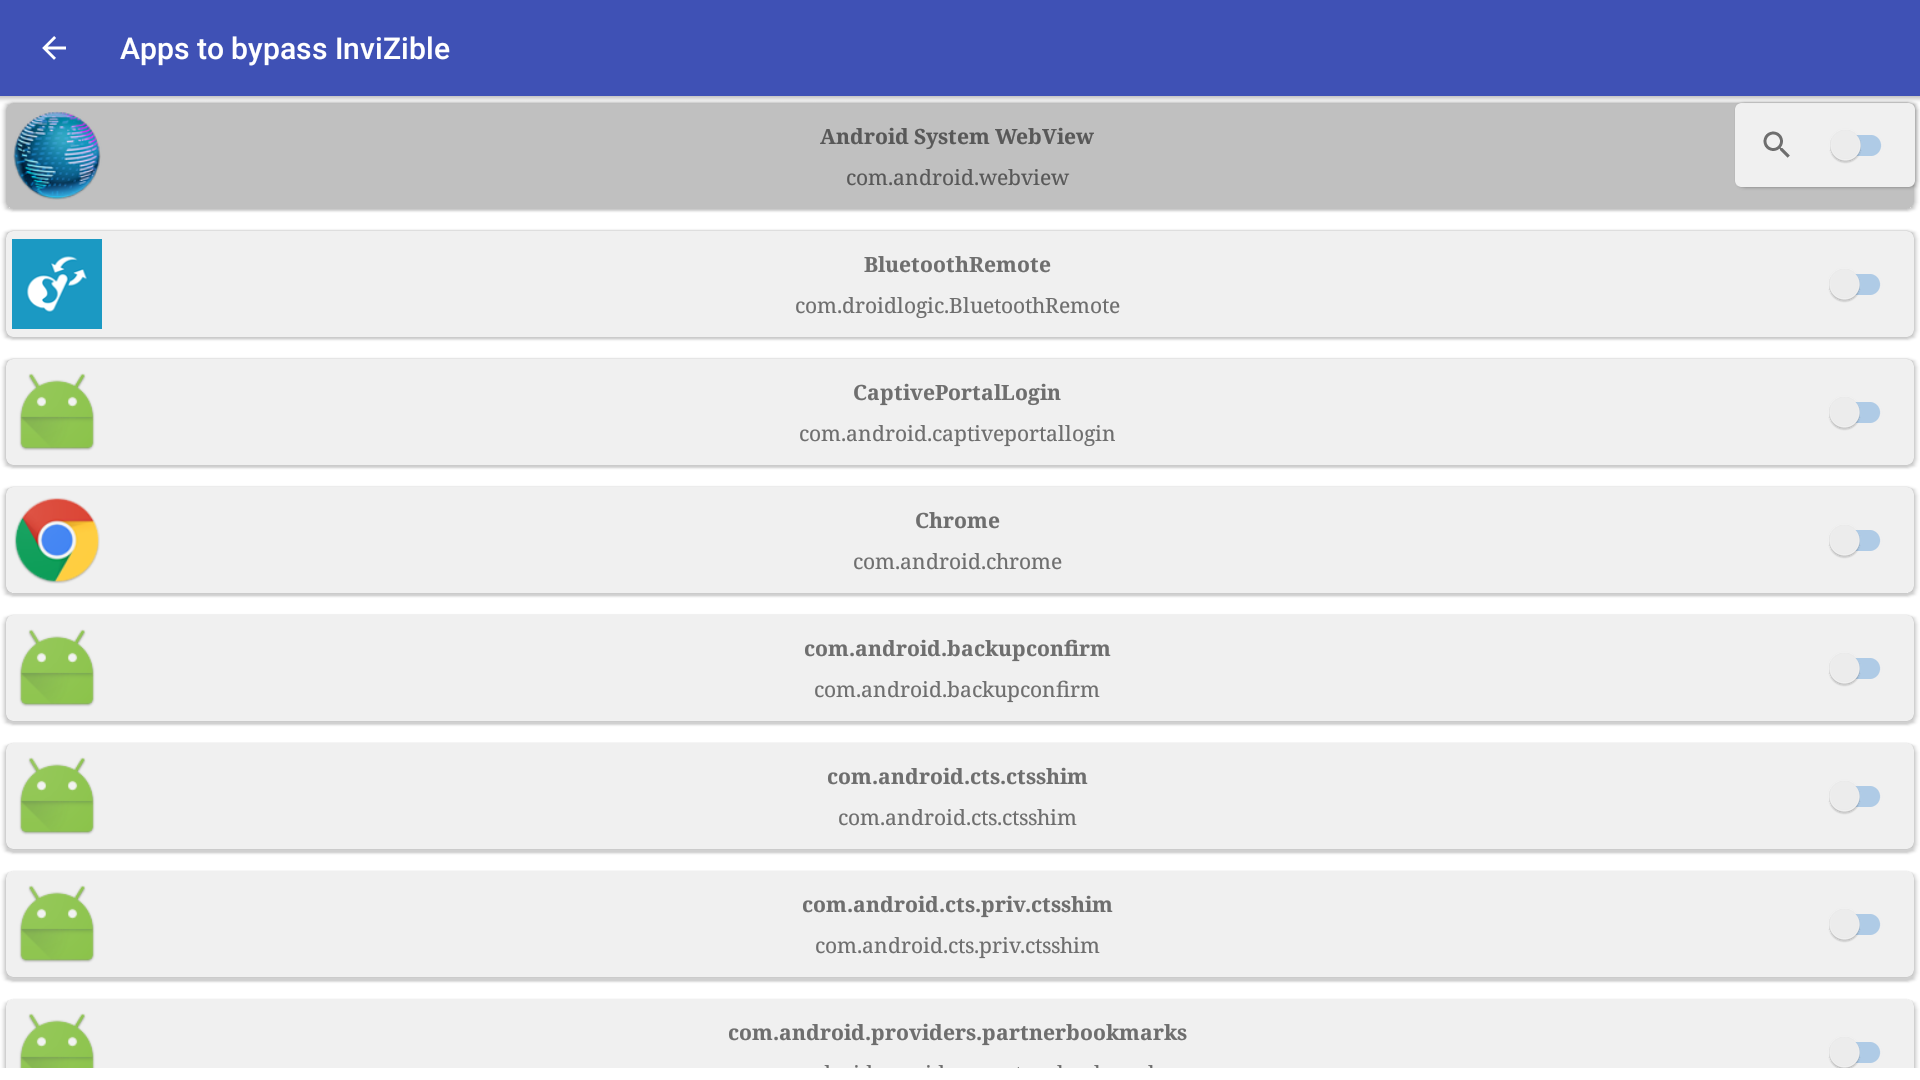 Apps to bypass InviZible
Android System WebView
com.android.webview
BluetoothRemote
com.droidlogic.BluetoothRemote
CaptivePortalLogin
com.android.captiveportallogin
Chrome
com.android.chrome
com.android.backupconfirm
com.android.backupconfirm
com.android.cts.ctsshim
com.android.cts.ctsshim
com.android.cts.priv.ctsshim
com.android.cts.priv.ctsshim
com.android.providers.partnerbookmarks